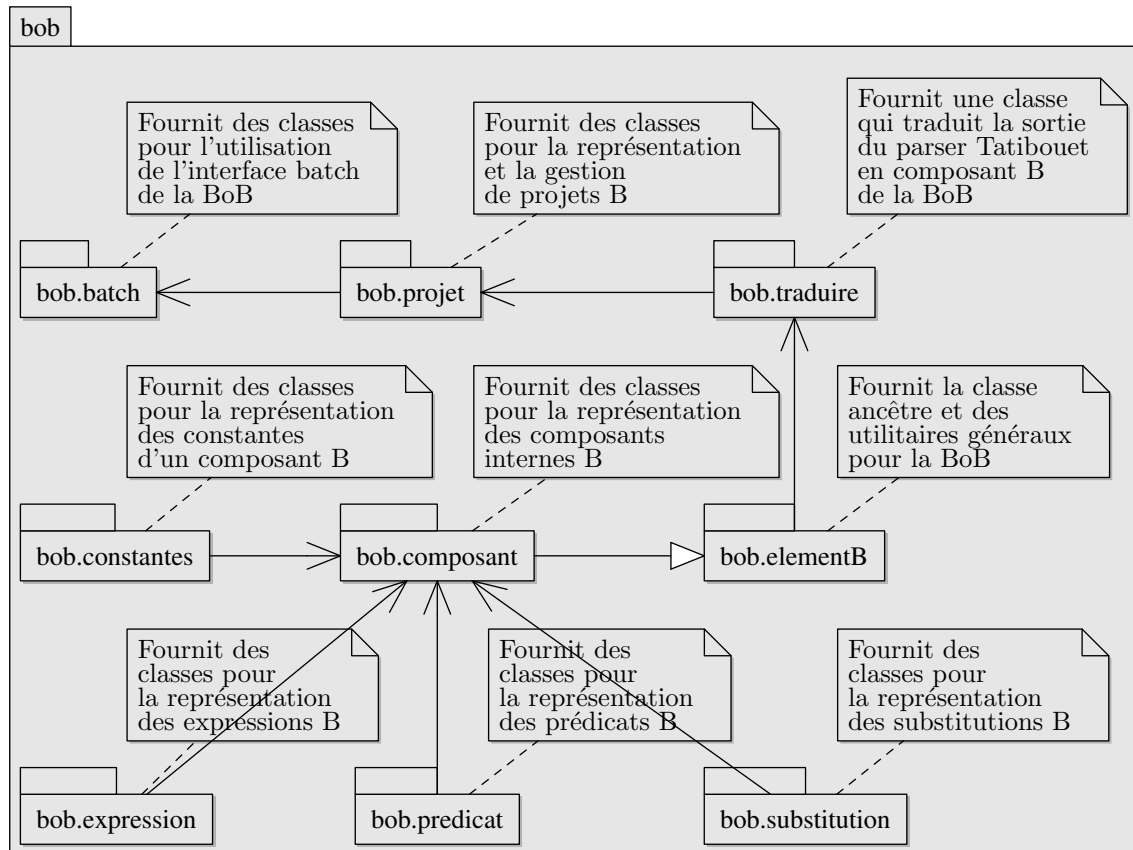 bob
Fournit des classes
pour l'utilisation
de l'interface batch
de la BoB
Fournit des classes
pour la représentation
et la gestion
de projets B
Fournit une classe
qui traduit la sortie
du parser Tatibouet
en composant B
de la BoB
bob.batch
bob.projet
bob.traduire
Fournit des classes
pour la représentation
des constantes
d'un composant B
Fournit des classes
pour la représentation
des composants
internes B
Fournit la classe
ancêtre et des
utilitaires généraux
pour la BoB
bob.constantes
bob.composant
bob.elementB
Fournit des
classes pour
la représentation
des expressions B
Fournit des
classes pour
la représentation
des prédicats B
Fournit des
classes pour
la représentation
des substitutions B
bob.expression
bob.predicat
bob.substitution